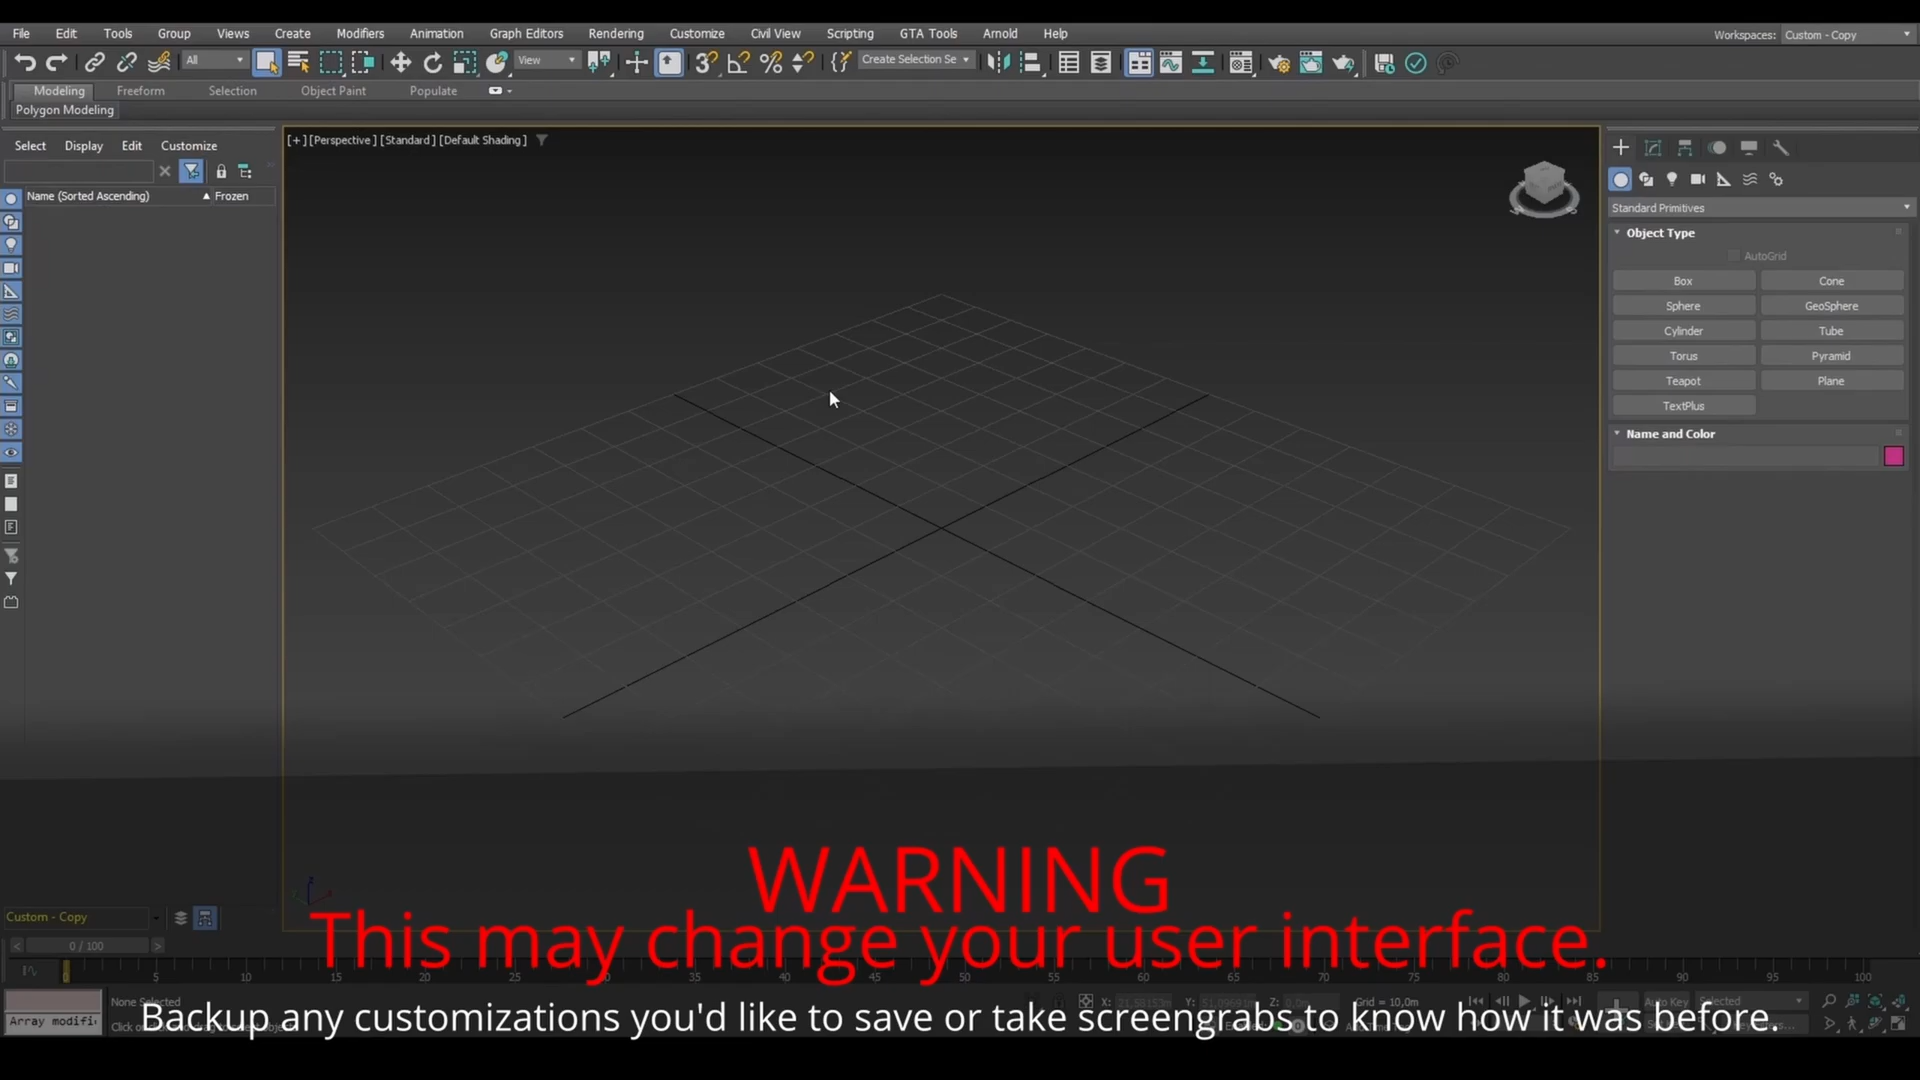 File Edit Tools Group Views Create Modifiers Animation Graph Editors Rendering Customize Civil View Scripting GTA Tools Arnold Help Workspaces: Custom - Copy
All View Create Selection Se
Modeling Freeform Selection Object Paint Populate
Polygon Modeling
Select Display Edit Customize
Name (Sorted Ascending) Frozen
[+] [Perspective] [Standard] [Default Shading]
Standard Primitives
Object Type
AutoGrid
Box Cone
Sphere GeoSphere
Cylinder Tube
Torus Pyramid
Teapot Plane
TextPlus
Name and Color
WARNING
This may change your user interface.
Backup any customizations you'd like to save or take screengrabs to know how it was before.
Custom - Copy
0 / 100
5 10 15 20 25 30 35 40 45 50 55 60 65 70 75 80 85 90 95 100
None Selected X: Y: Z: Grid = 10,0m Auto Key Selected
Array modifi